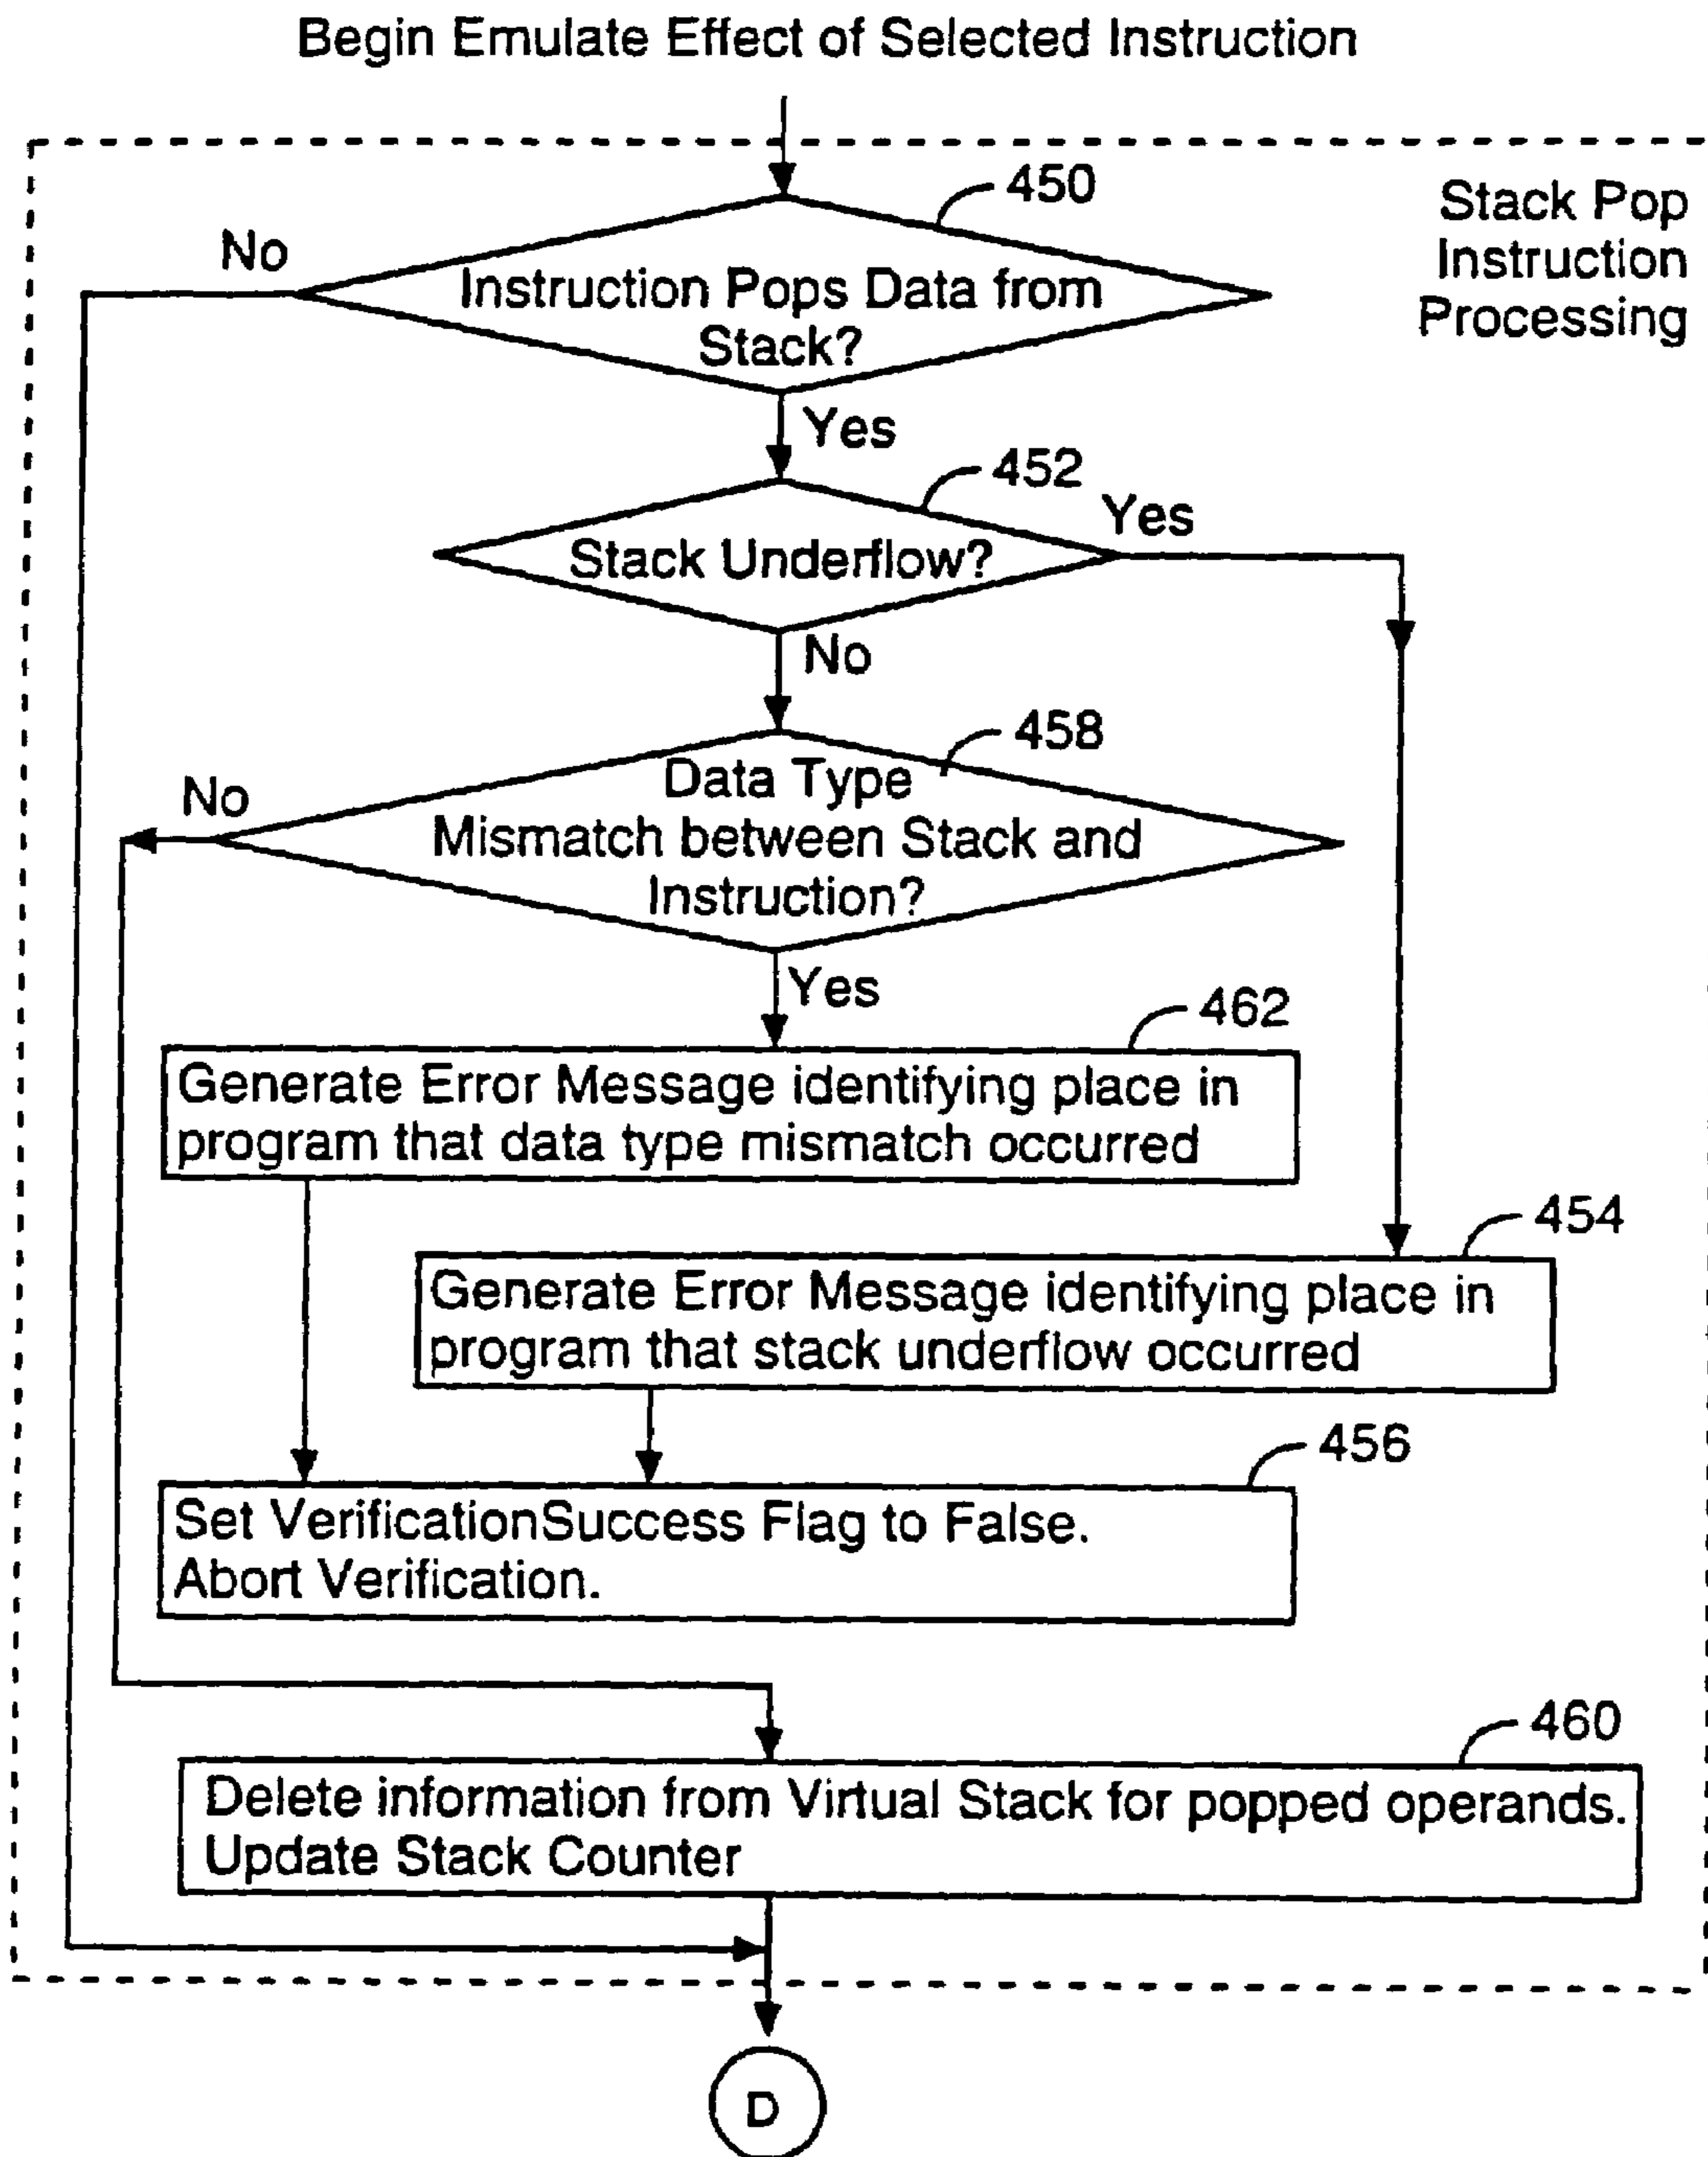 Begin Emulate Effect of Selected Instruction
450
Stack Pop
Instruction
Processing
No
Instruction Pops Data from
Stack?
Yes
452
Yes
Stack Underflow?
No
458
No
Data Type
Mismatch between Stack and
Instruction?
Yes
462
Generate Error Message identifying place in
program that data type mismatch occurred
454
Generate Error Message identifying place in
program that stack underflow occurred
456
Set VerificationSuccess Flag to False.
Abort Verification.
460
Delete information from Virtual Stack for popped operands.
Update Stack Counter
D